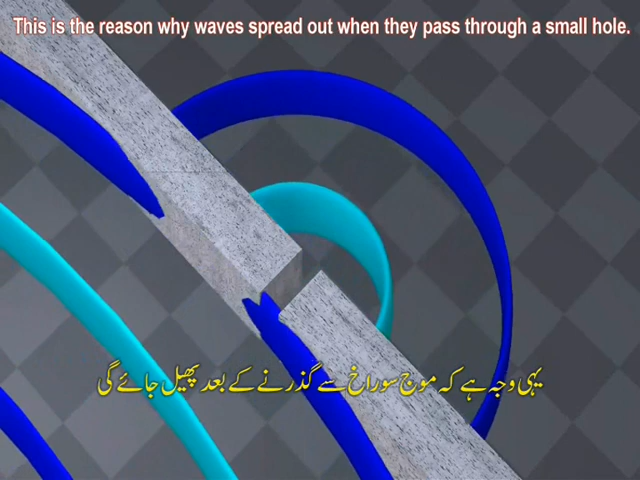 This is the reason why waves spread out when they pass through a small hole.
یہی وجہ ہے کہ موج سوراخ سے گذرنے کے بعد پھیل جائے گی